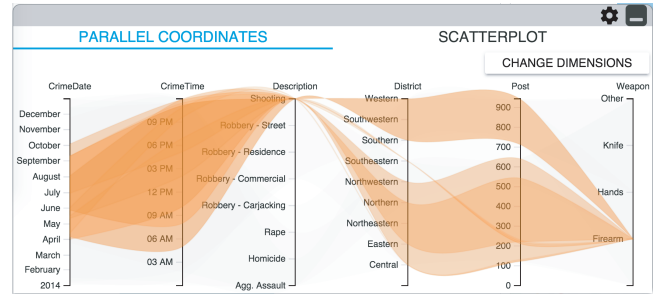 PARALLEL COORDINATES
SCATTERPLOT
CHANGE DIMENSIONS
CrimeDate
CrimeTime
Description
District
Post
Weapon
December
November
October
September
August
July
June
May
April
March
February
2014
09 PM
06 PM
03 PM
12 PM
09 AM
06 AM
03 AM
Shooting
Robbery - Street
Robbery - Residence
Robbery - Commercial
Robbery - Carjacking
Rape
Homicide
Agg. Assault
Western
Southwestern
Southern
Southeastern
Northwestern
Northern
Northeastern
Eastern
Central
900
800
700
600
500
400
300
200
100
0
Other
Knife
Hands
Firearm